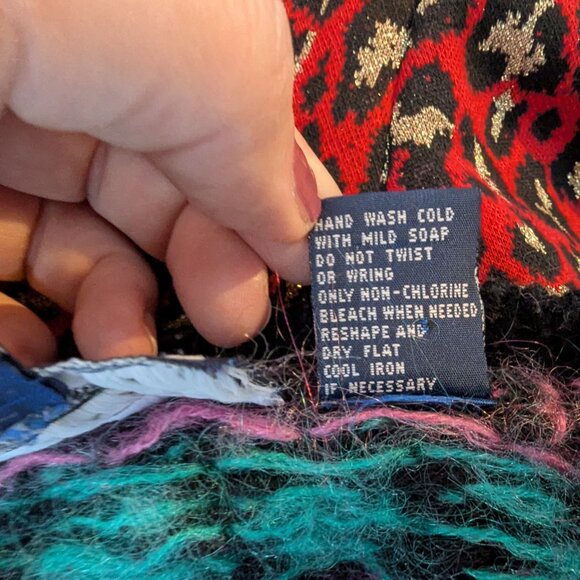 HAND WASH COLD
WITH MILD SOAP
DO NOT TWIST
OR WRING
ONLY NON-CHLORINE
BLEACH WHEN NEEDED
RESHAPE AND
DRY FLAT
COOL IRON
IF NECESSARY